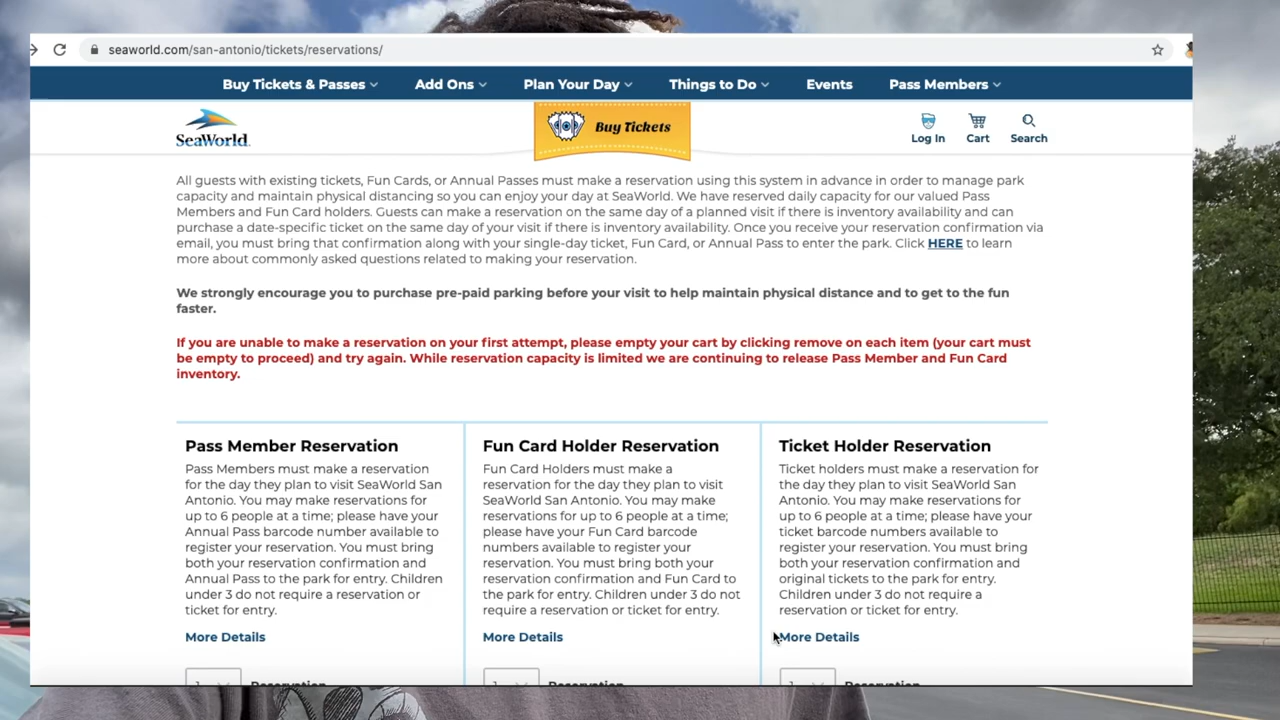 seaworld.com/san-antonio/tickets/reservations/
Buy Tickets & Passes Add Ons Plan Your Day Things to Do Events Pass Members
SeaWorld
Buy Tickets
Log In Cart Search
All guests with existing tickets, Fun Cards, or Annual Passes must make a reservation using this system in advance in order to manage park
capacity and maintain physical distancing so you can enjoy your day at SeaWorld. We have reserved daily capacity for our valued Pass
Members and Fun Card holders. Guests can make a reservation on the same day of a planned visit if there is inventory availability and can
purchase a date-specific ticket on the same day of your visit if there is inventory availability. Once you receive your reservation confirmation via
email, you must bring that confirmation along with your single-day ticket, Fun Card, or Annual Pass to enter the park. Click HERE to learn
more about commonly asked questions related to making your reservation.
We strongly encourage you to purchase pre-paid parking before your visit to help maintain physical distance and to get to the fun
faster.
If you are unable to make a reservation on your first attempt, please empty your cart by clicking remove on each item (your cart must
be empty to proceed) and try again. While reservation capacity is limited we are continuing to release Pass Member and Fun Card
inventory.
Pass Member Reservation
Pass Members must make a reservation
for the day they plan to visit SeaWorld San
Antonio. You may make reservations for
up to 6 people at a time; please have your
Annual Pass barcode number available to
register your reservation. You must bring
both your reservation confirmation and
Annual Pass to the park for entry. Children
under 3 do not require a reservation or
ticket for entry.
More Details
1 Reservation
Fun Card Holder Reservation
Fun Card Holders must make a
reservation for the day they plan to visit
SeaWorld San Antonio. You may make
reservations for up to 6 people at a time;
please have your Fun Card barcode
numbers available to register your
reservation. You must bring both your
reservation confirmation and Fun Card to
the park for entry. Children under 3 do not
require a reservation or ticket for entry.
More Details
1 Reservation
Ticket Holder Reservation
Ticket holders must make a reservation for
the day they plan to visit SeaWorld San
Antonio. You may make reservations for
up to 6 people at a time; please have your
ticket barcode numbers available to
register your reservation. You must bring
both your reservation confirmation and
original tickets to the park for entry.
Children under 3 do not require a
reservation or ticket for entry.
More Details
1 Reservation